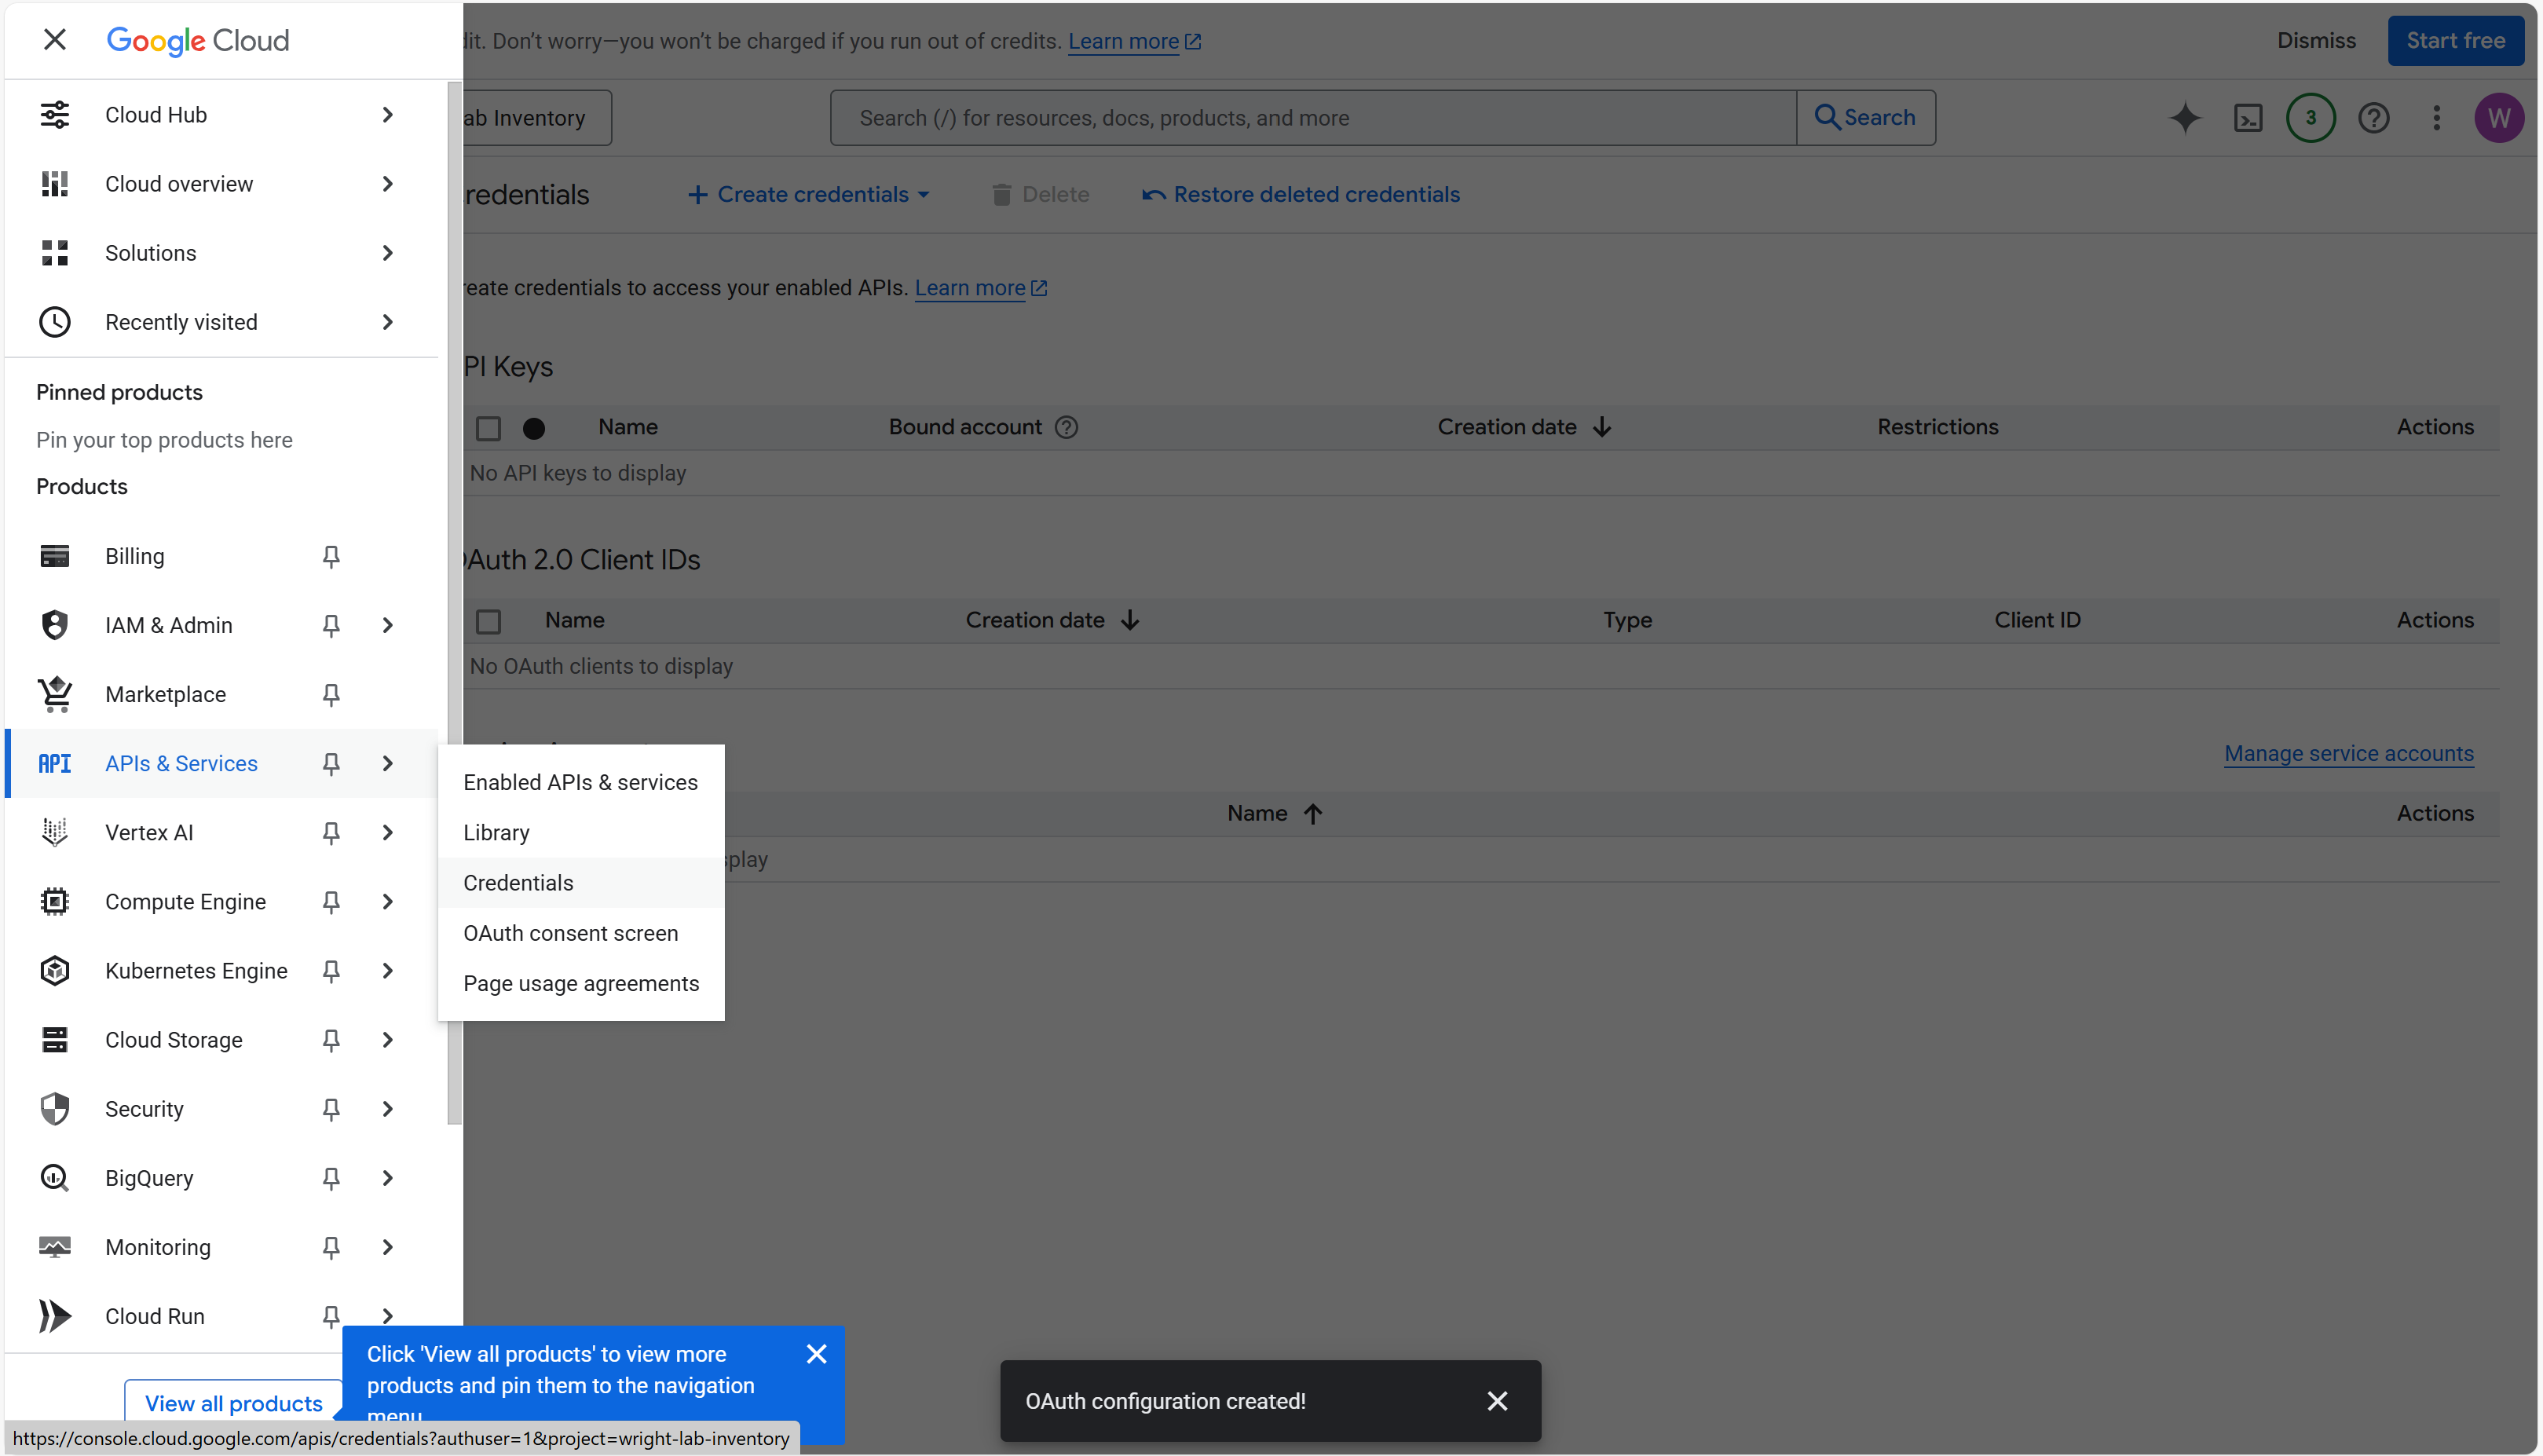 Google Cloud
dit. Don't worry—you won't be charged if you run out of credits. Learn more
Dismiss
Start free
Cloud Hub
ab Inventory
Search (/) for resources, docs, products, and more
Search
3
W
Cloud overview
redentials
Create credentials
Delete
Restore deleted credentials
Solutions
reate credentials to access your enabled APIs. Learn more
Recently visited
PI Keys
Pinned products
Pin your top products here
Name
Bound account
Creation date
Restrictions
Actions
No API keys to display
Products
Billing
Auth 2.0 Client IDs
IAM & Admin
Name
Creation date
Type
Client ID
Actions
No OAuth clients to display
Marketplace
API
APIs & Services
Manage service accounts
Enabled APIs & services
Library
Credentials
OAuth consent screen
Page usage agreements
Name
Actions
splay
Vertex AI
Compute Engine
Kubernetes Engine
Cloud Storage
Security
BigQuery
Monitoring
Cloud Run
Click 'View all products' to view more
products and pin them to the navigation
menu
View all products
OAuth configuration created!
https://console.cloud.google.com/apis/credentials?authuser=1&project=wright-lab-inventory